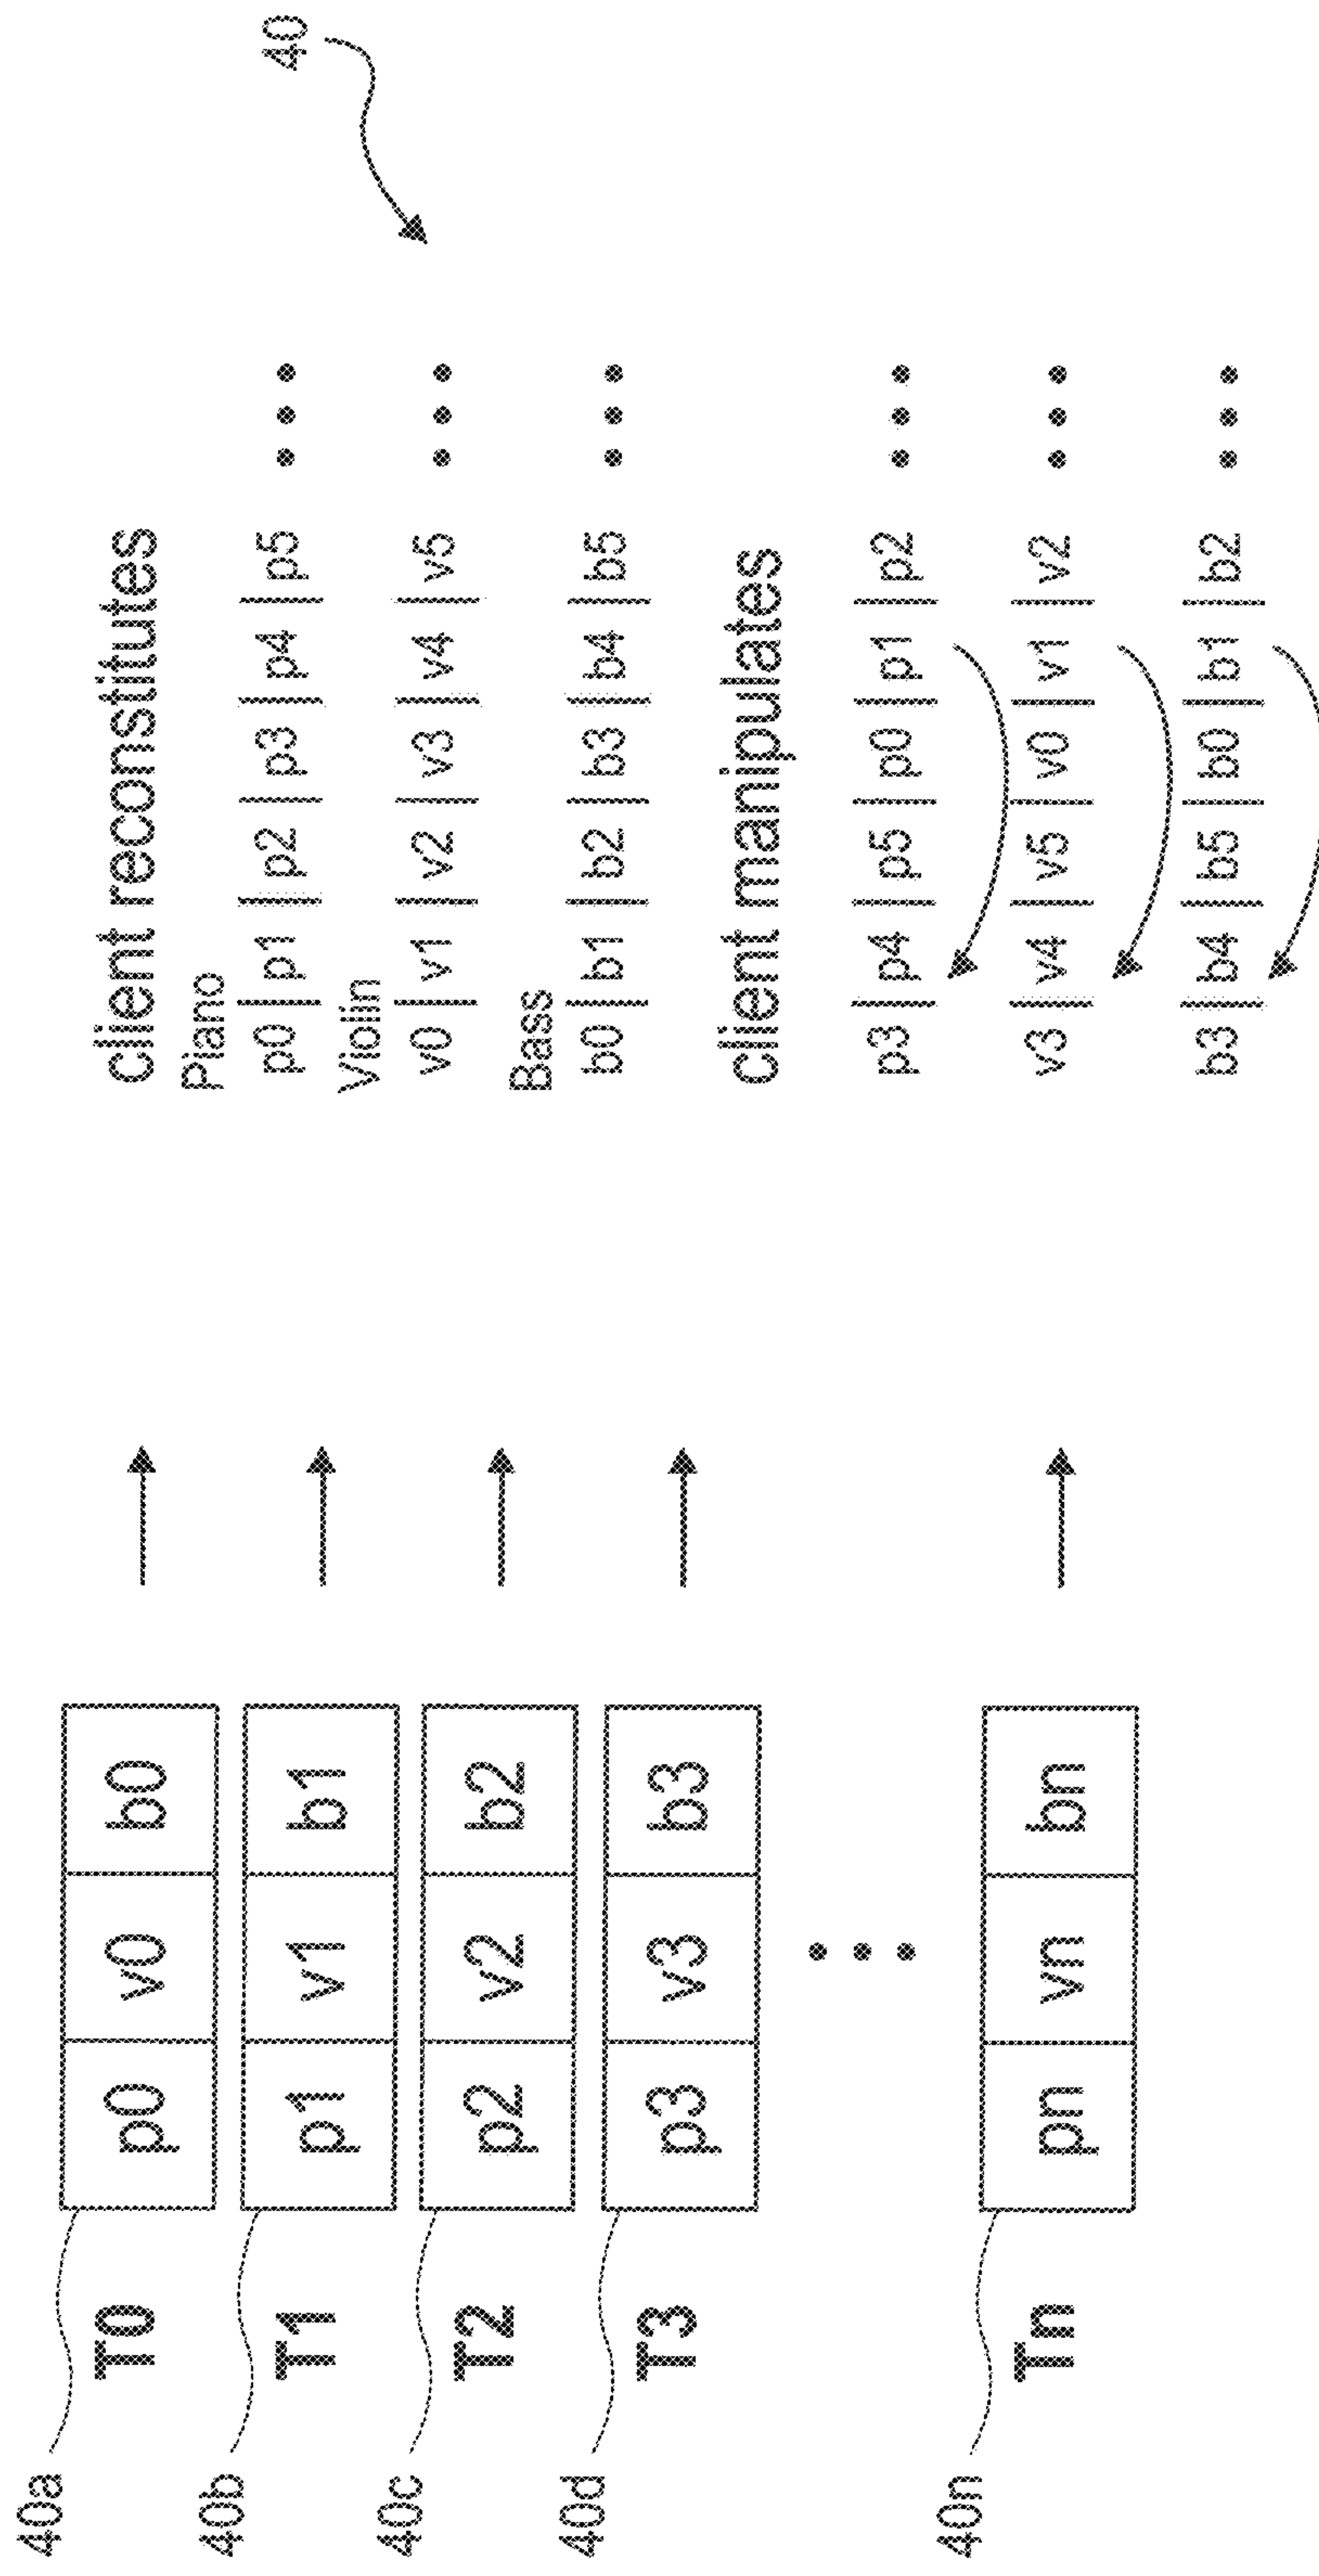 40
40a
T0
p0 v0 b0
40b
T1
p1 v1 b1
40c
T2
p2 v2 b2
40d
T3
p3 v3 b3
40n
Tn
pn vn bn
client reconstitutes
Piano
p0 p1 p2 p3 p4 p5
Violin
v0 v1 v2 v3 v4 v5
Bass
b0 b1 b2 b3 b4 b5
client manipulates
p3 p4 p5 p0 p1 p2
v3 v4 v5 v0 v1 v2
b3 b4 b5 b0 b1 b2